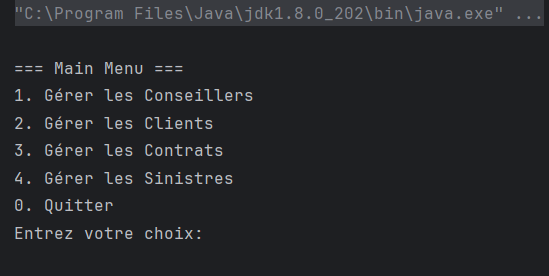 "C:\Program Files\Java\jdk1.8.0_202\bin\java.exe" ...
=== Main Menu ===
1. Gérer les Conseillers
2. Gérer les Clients
3. Gérer les Contrats
4. Gérer les Sinistres
0. Quitter
Entrez votre choix: